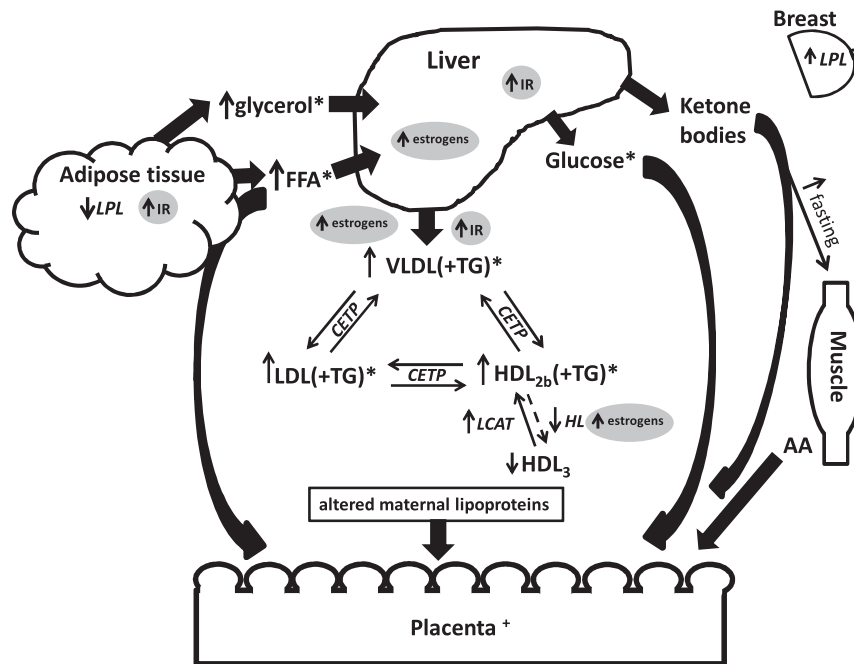 Breast
↑ LPL
Liver
↑ IR
↑ estrogens
↑ glycerol*
Ketone
bodies
Glucose*
Adipose tissue
↓ LPL ↑ IR
↑ FFA*
↑ fasting
↑ estrogens ↑ IR
↑ VLDL(+TG)*
CETP
CETP
↑ LDL(+TG)*
CETP
↑ HDL2b(+TG)*
Muscle
↑ LCAT
↓ HL ↑ estrogens
AA
↓ HDL3
altered maternal lipoproteins
Placenta +